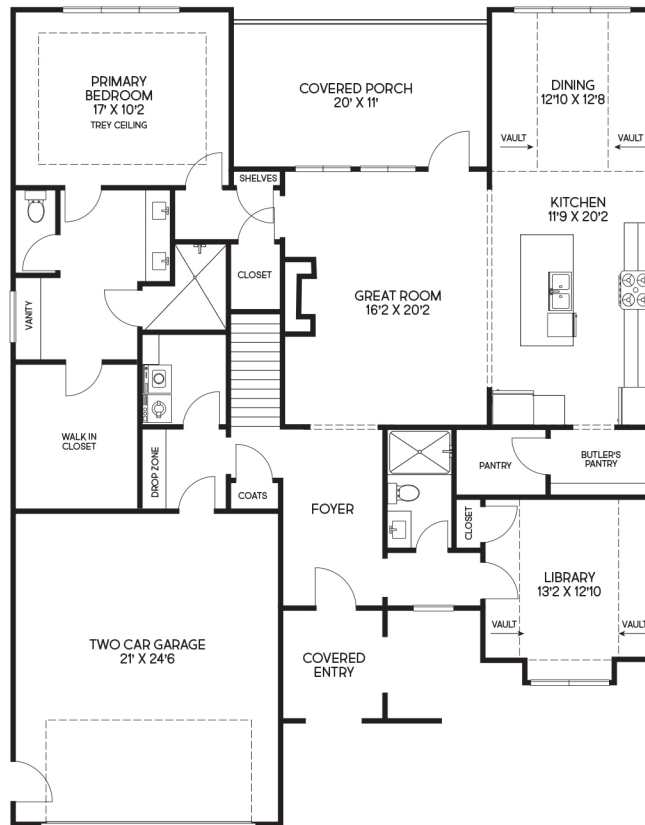 PRIMARY
BEDROOM
17' X 10'2
TREY CEILING
COVERED PORCH
20' X 11'
DINING
12'10 X 12'8
VAULT
VAULT
SHELVES
KITCHEN
11'9 X 20'2
CLOSET
GREAT ROOM
16'2 X 20'2
VANITY
WALK IN
CLOSET
DROP ZONE
COATS
FOYER
PANTRY
BUTLER'S
PANTRY
CLOSET
LIBRARY
13'2 X 12'10
VAULT
VAULT
TWO CAR GARAGE
21' X 24'6
COVERED
ENTRY